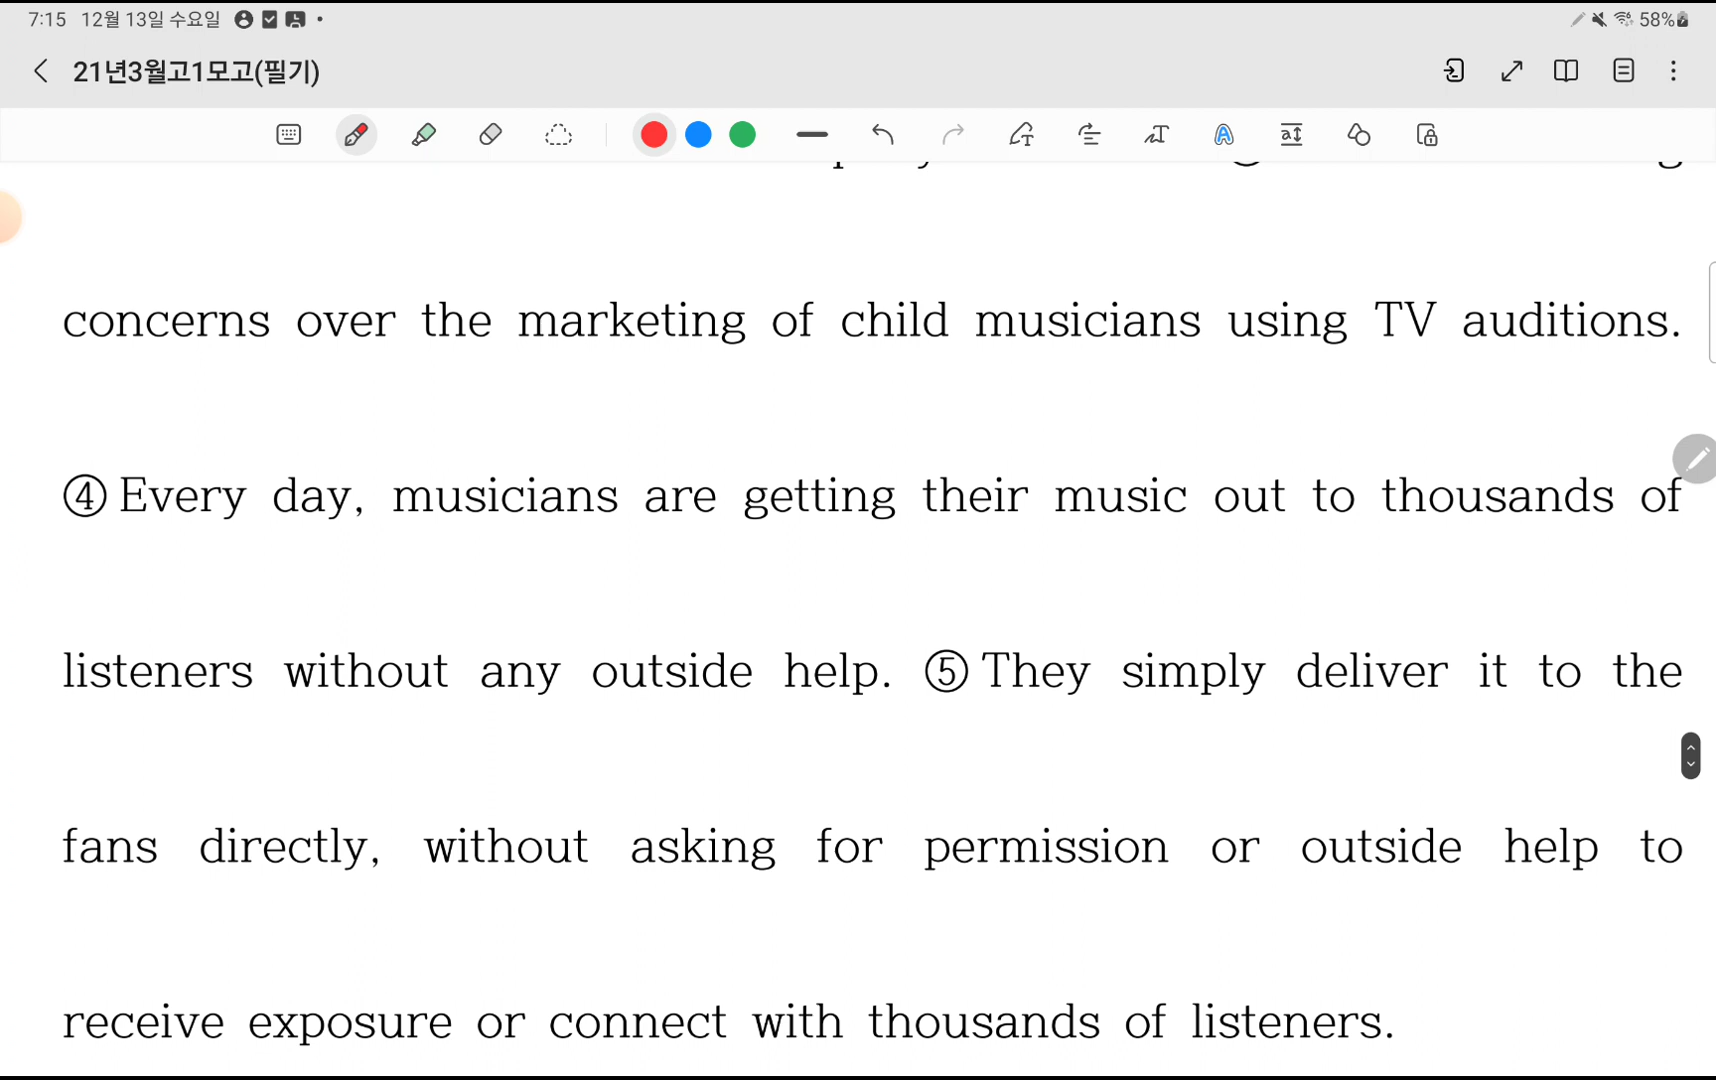 7:15 12월 13일 수요일 58%
21년3월고1모고(필기)
concerns over the marketing of child musicians using TV auditions.
④ Every day, musicians are getting their music out to thousands of
listeners without any outside help. ⑤ They simply deliver it to the
fans directly, without asking for permission or outside help to
receive exposure or connect with thousands of listeners.